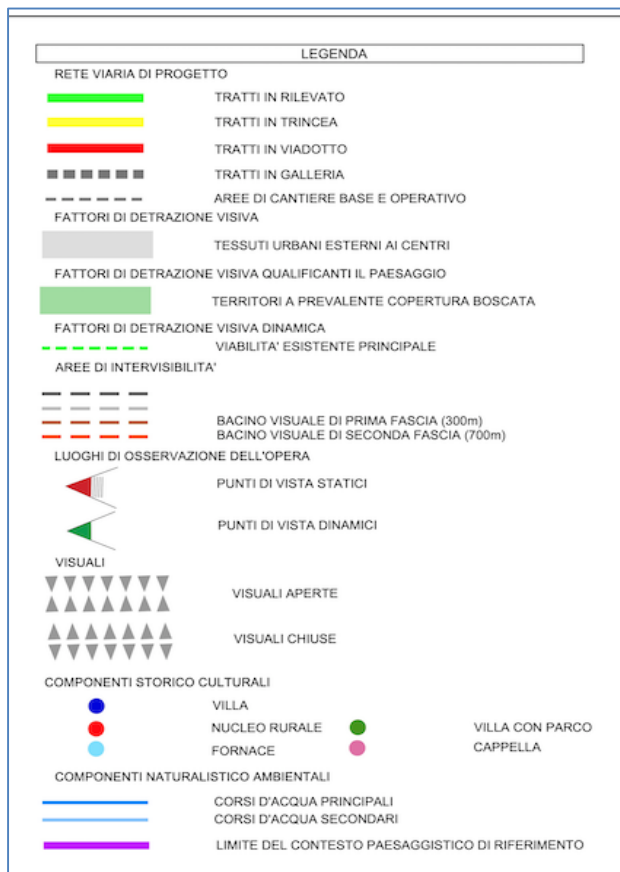 LEGENDA
RETE VIARIA DI PROGETTO
TRATTI IN RILEVATO
TRATTI IN TRINCEA
TRATTI IN VIADOTTO
TRATTI IN GALLERIA
AREE DI CANTIERE BASE E OPERATIVO
FATTORI DI DETRAZIONE VISIVA
TESSUTI URBANI ESTERNI AI CENTRI
FATTORI DI DETRAZIONE VISIVA QUALIFICANTI IL PAESAGGIO
TERRITORI A PREVALENTE COPERTURA BOSCATA
FATTORI DI DETRAZIONE VISIVA DINAMICA
VIABILITA' ESISTENTE PRINCIPALE
AREE DI INTERVISIBILITA'
BACINO VISUALE DI PRIMA FASCIA (300m)
BACINO VISUALE DI SECONDA FASCIA (700m)
LUOGHI DI OSSERVAZIONE DELL'OPERA
PUNTI DI VISTA STATICI
PUNTI DI VISTA DINAMICI
VISUALI
VISUALI APERTE
VISUALI CHIUSE
COMPONENTI STORICO CULTURALI
VILLA
NUCLEO RURALE VILLA CON PARCO
FORNACE CAPPELLA
COMPONENTI NATURALISTICO AMBIENTALI
CORSI D'ACQUA PRINCIPALI
CORSI D'ACQUA SECONDARI
LIMITE DEL CONTESTO PAESAGGISTICO DI RIFERIMENTO